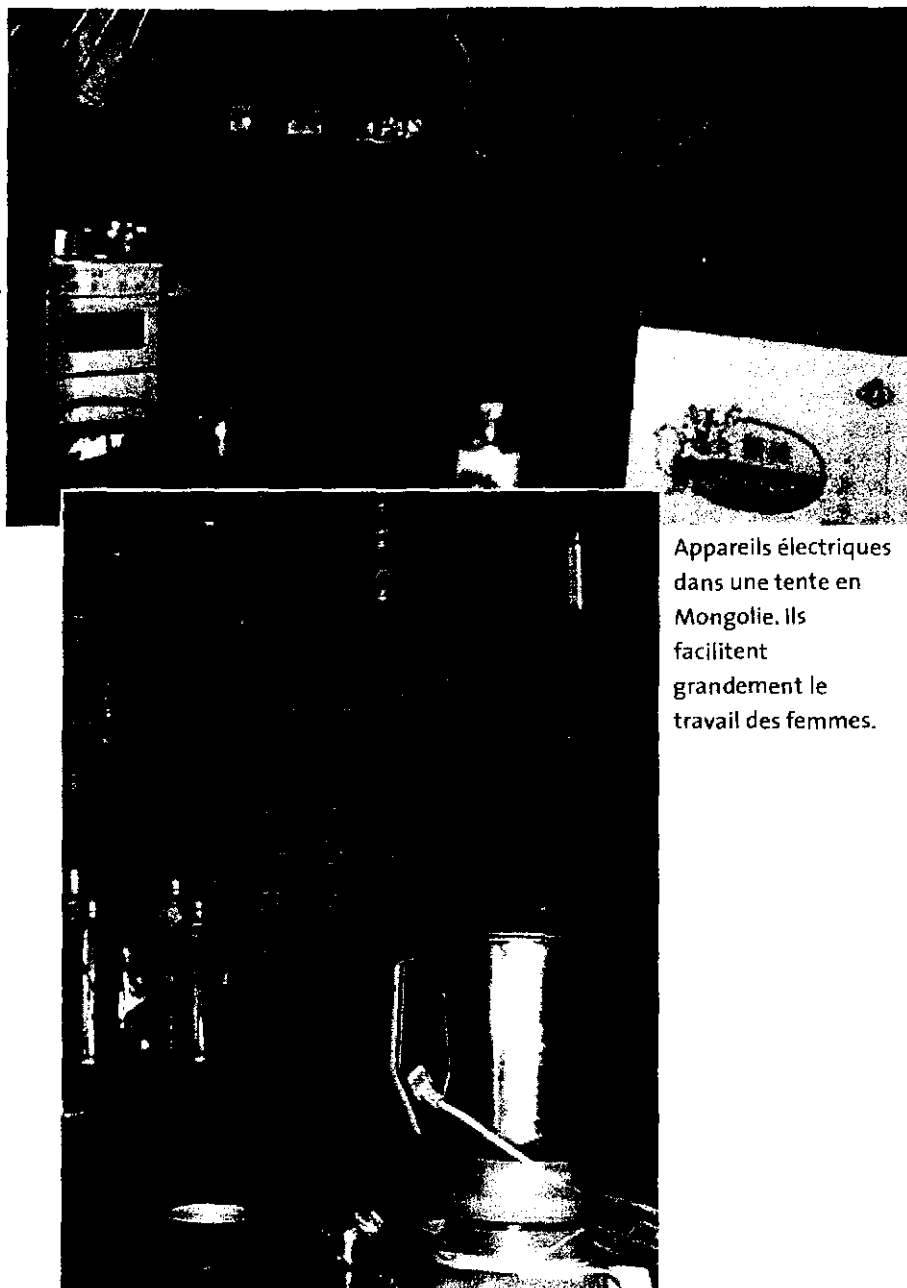 Appareils électriques
dans une tente en
Mongolie. Ils
facilitent
grandement le
travail des femmes.